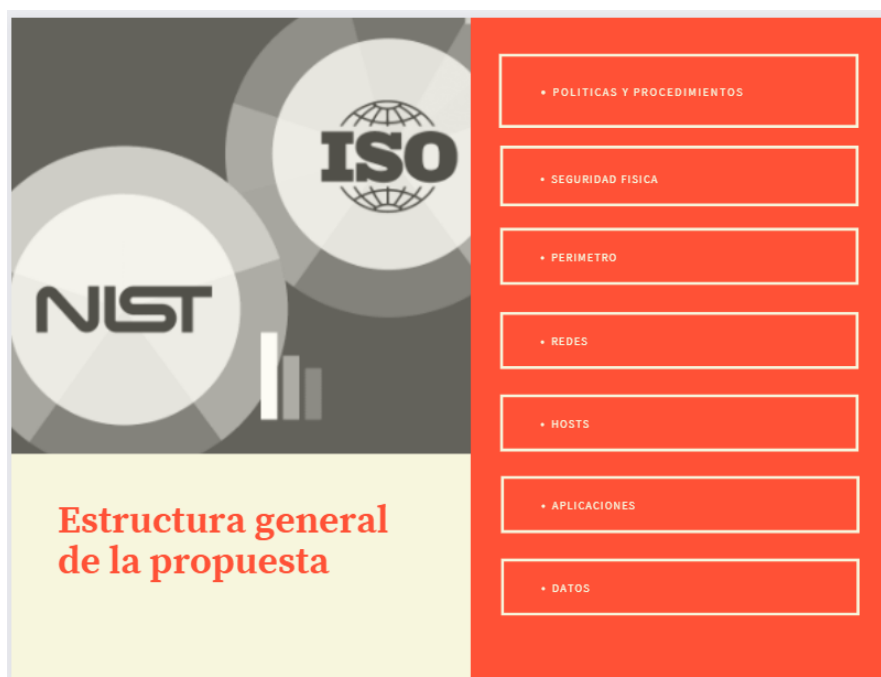 ISO
NIST
Estructura general
de la propuesta
• POLITICAS Y PROCEDIMIENTOS
• SEGURIDAD FISICA
• PERIMETRO
• REDES
• HOSTS
• APLICACIONES
• DATOS